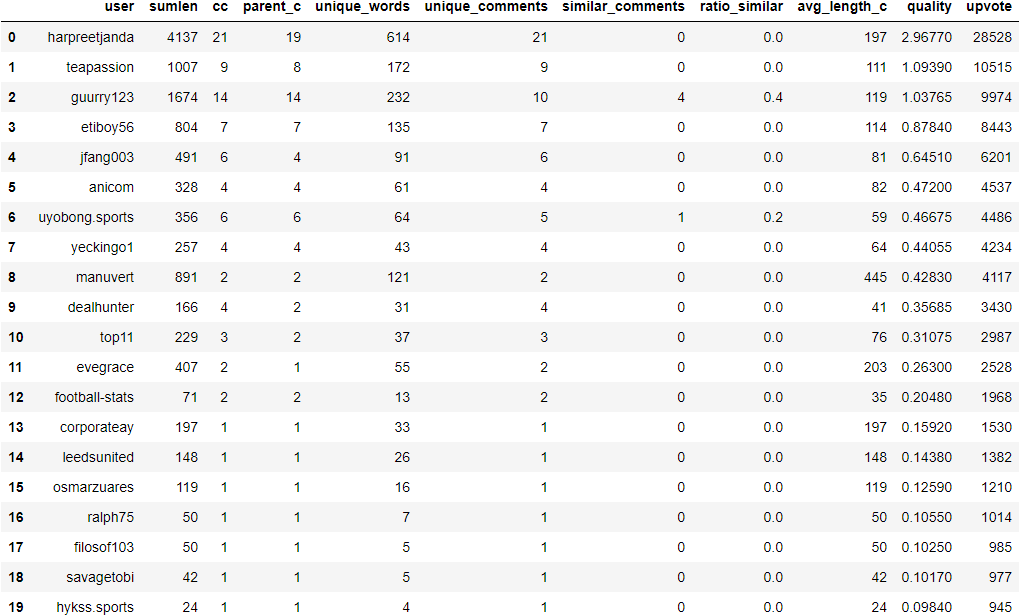 user sumlen cc parent_c unique_words unique_comments similar_comments ratio_similar avg_length_c quality upvote
0 harpreetjanda 4137 21 19 614 21 0 0.0 197 2.96770 28528
1 teapassion 1007 9 8 172 9 0 0.0 111 1.09390 10515
2 guurry123 1674 14 14 232 10 4 0.4 119 1.03765 9974
3 etiboy56 804 7 7 135 7 0 0.0 114 0.87840 8443
4 jfang003 491 6 4 91 6 0 0.0 81 0.64510 6201
5 anicom 328 4 4 61 4 0 0.0 82 0.47200 4537
6 uyobong.sports 356 6 6 64 5 1 0.2 59 0.46675 4486
7 yeckingo1 257 4 4 43 4 0 0.0 64 0.44055 4234
8 manuvert 891 2 2 121 2 0 0.0 445 0.42830 4117
9 dealhunter 166 4 2 31 4 0 0.0 41 0.35685 3430
10 top11 229 3 2 37 3 0 0.0 76 0.31075 2987
11 evegrace 407 2 1 55 2 0 0.0 203 0.26300 2528
12 football-stats 71 2 2 13 2 0 0.0 35 0.20480 1968
13 corporateay 197 1 1 33 1 0 0.0 197 0.15920 1530
14 leedsunited 148 1 1 26 1 0 0.0 148 0.14380 1382
15 osmarzuares 119 1 1 16 1 0 0.0 119 0.12590 1210
16 ralph75 50 1 1 7 1 0 0.0 50 0.10550 1014
17 filosof103 50 1 1 5 1 0 0.0 50 0.10250 985
18 savagetobi 42 1 1 5 1 0 0.0 42 0.10170 977
19 hykss.sports 24 1 1 4 1 0 0.0 24 0.09840 945